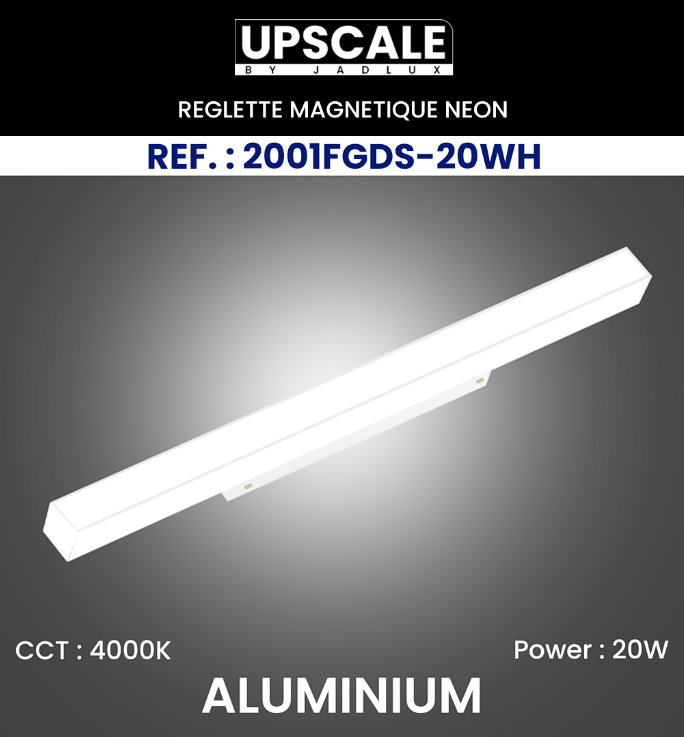 UPSCALE
BY JADLUX
REGLETTE MAGNETIQUE NEON
REF. : 2001FGDS-20WH
CCT : 4000K
Power : 20W
ALUMINIUM